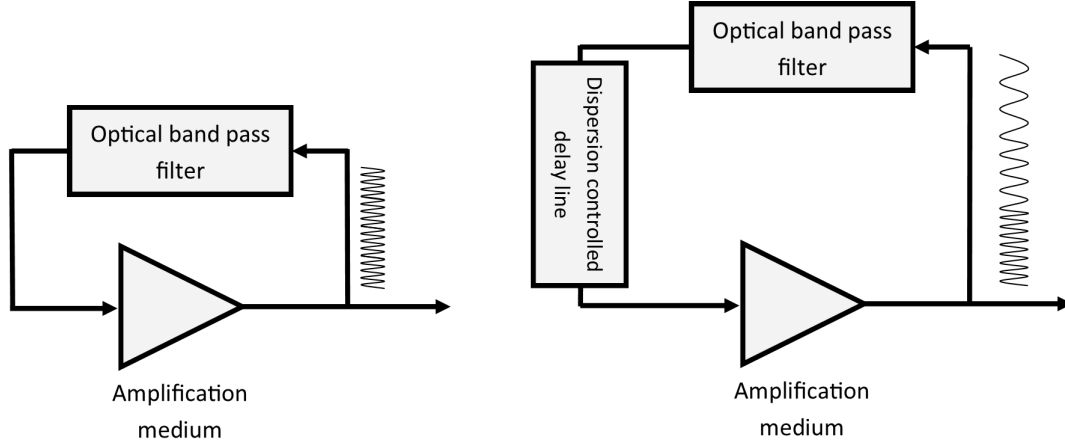 Optical band pass
filter
Amplification
medium
Optical band pass
filter
Dispersion controlled
delay line
Amplification
medium